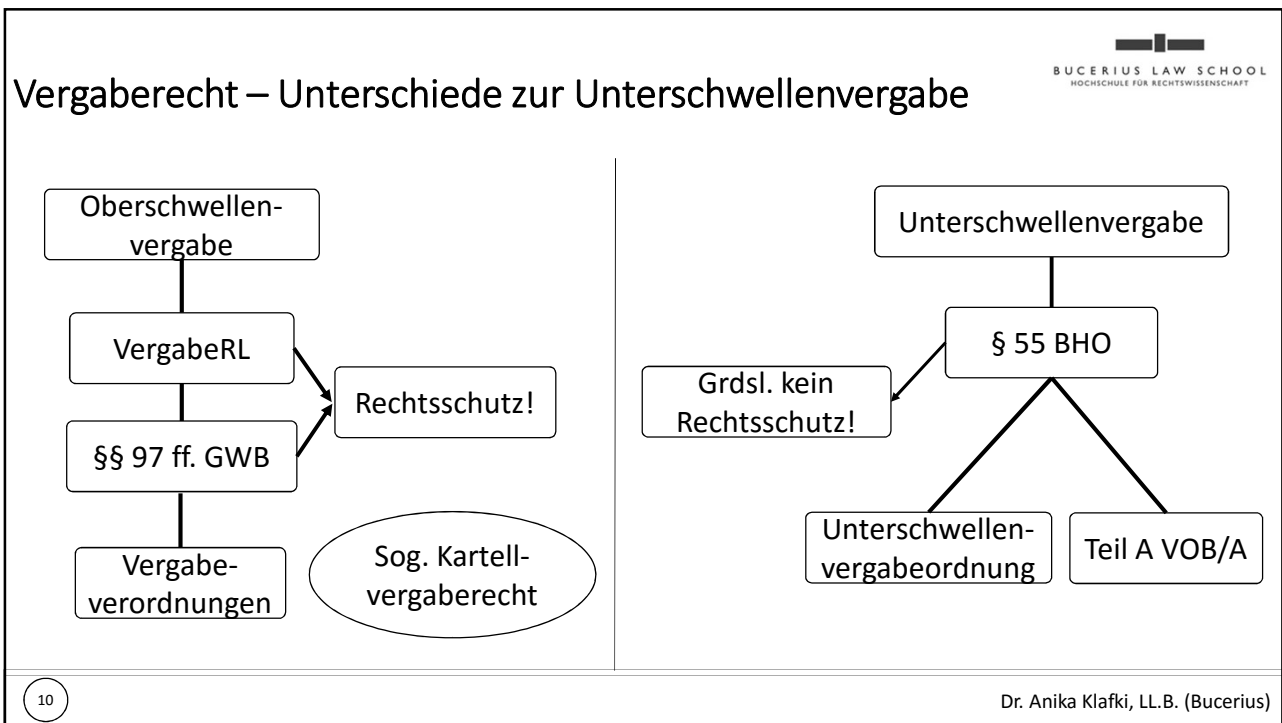 BUCERIUS LAW SCHOOL
HOCHSCHULE FÜR RECHTSWISSENSCHAFT
Vergaberecht – Unterschiede zur Unterschwellenvergabe
Oberschwellen-
vergabe
VergabeRL
§§ 97 ff. GWB
Rechtsschutz!
Vergabe-
verordnungen
Sog. Kartell-
vergaberecht
Unterschwellenvergabe
§ 55 BHO
Grdsl. kein
Rechtsschutz!
Unterschwellen-
vergabeordnung
Teil A VOB/A
10
Dr. Anika Klafki, LL.B. (Bucerius)